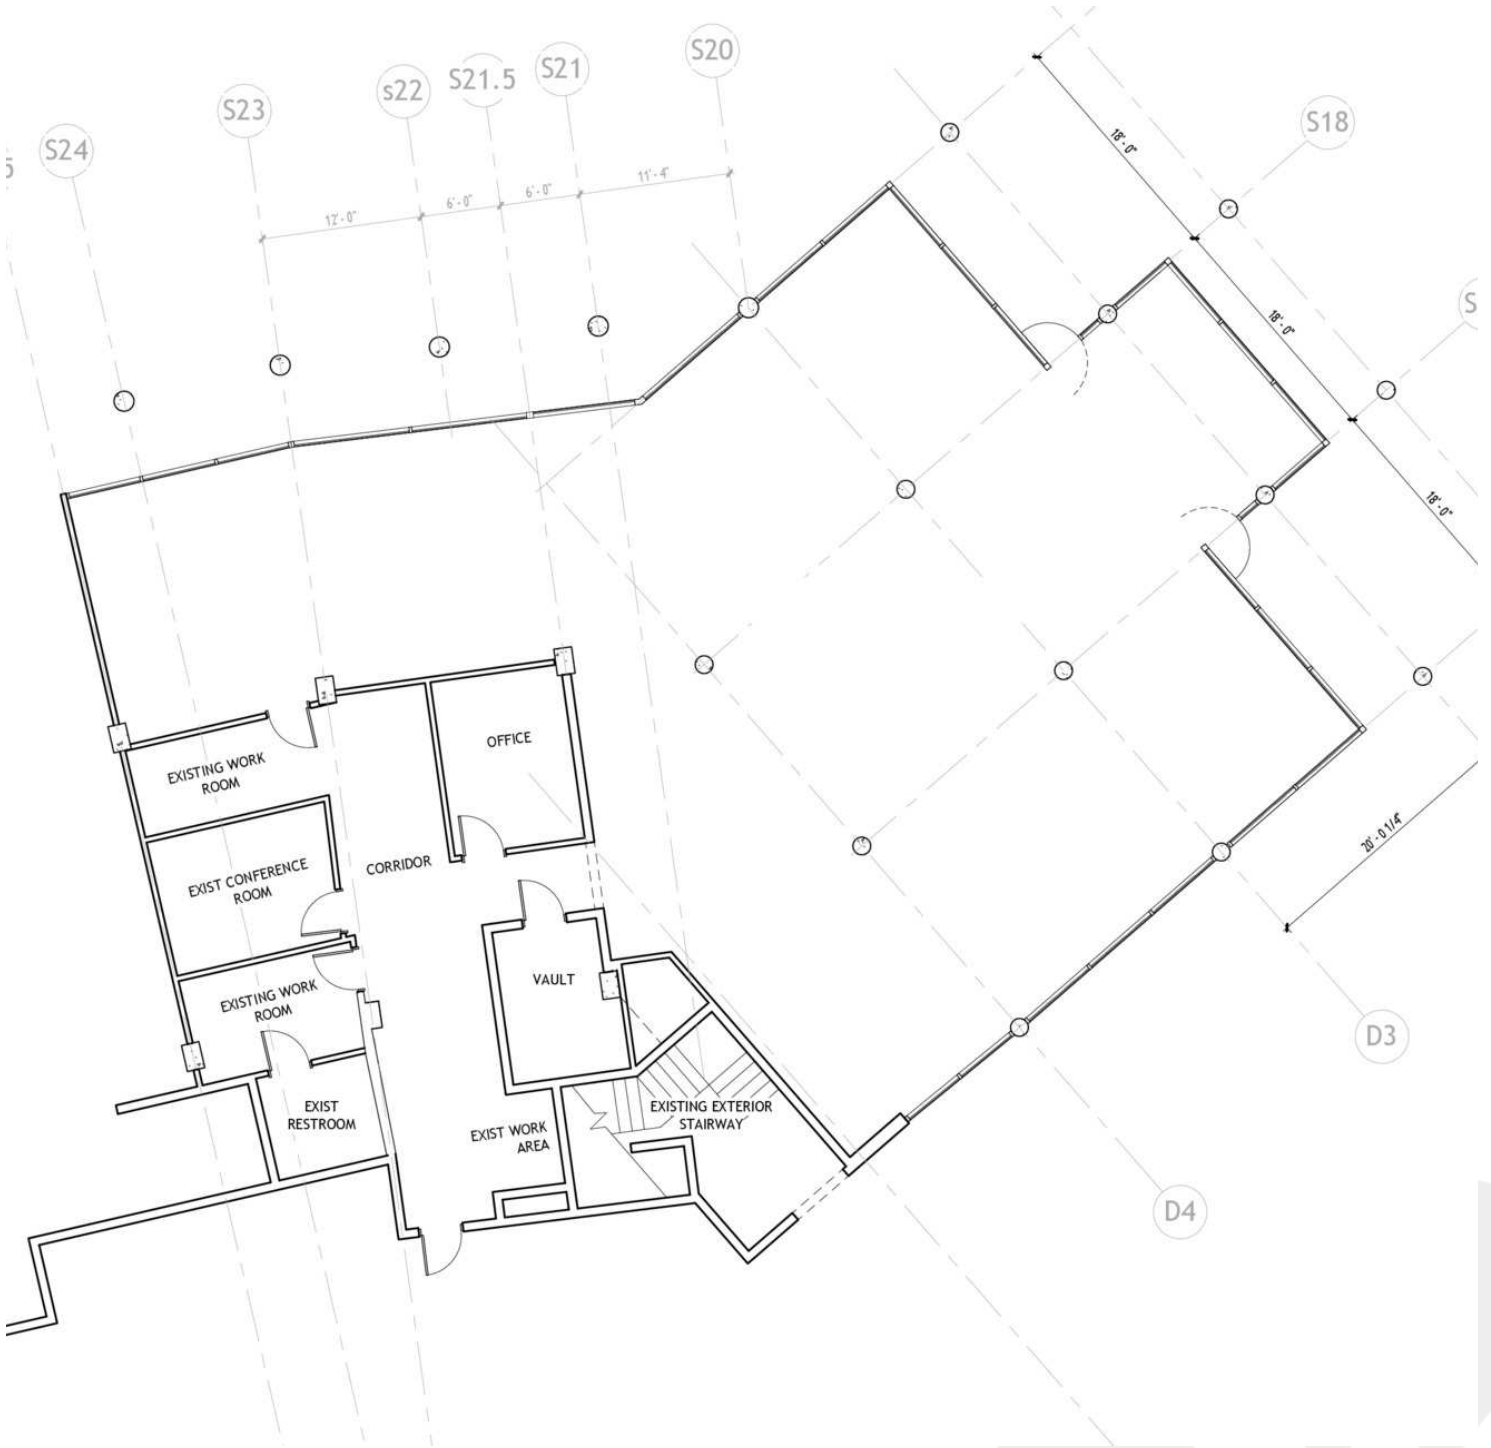 S20
S21
S21.5
s22
S23
S18
S24
5
11'-4"
6'-0"
6'-0"
12'-0"
18'-0"
18'-0"
18'-0"
S
OFFICE
EXISTING WORK
ROOM
CORRIDOR
EXIST CONFERENCE
ROOM
20'-0 1/4"
VAULT
EXISTING WORK
ROOM
D3
EXIST
RESTROOM
EXISTING EXTERIOR
STAIRWAY
EXIST WORK
AREA
D4